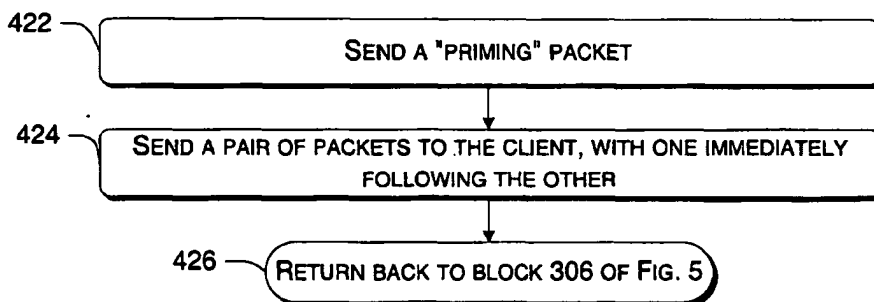 422
SEND A "PRIMING" PACKET
424
SEND A PAIR OF PACKETS TO THE CLIENT, WITH ONE IMMEDIATELY
FOLLOWING THE OTHER
426
RETURN BACK TO BLOCK 306 OF FIG. 5